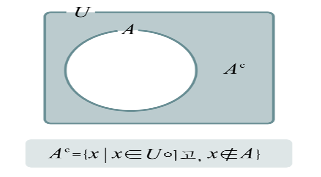 U
A
Aᶜ
Aᶜ={x | x∈U이고, x∉A}